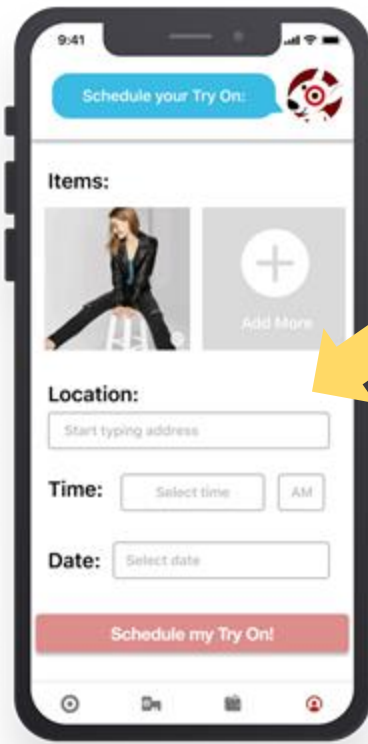 9:41
Schedule your Try On:
Items:
Add More
Location:
Start typing address
Time: Select time AM
Date: Select date
Schedule my Try On!